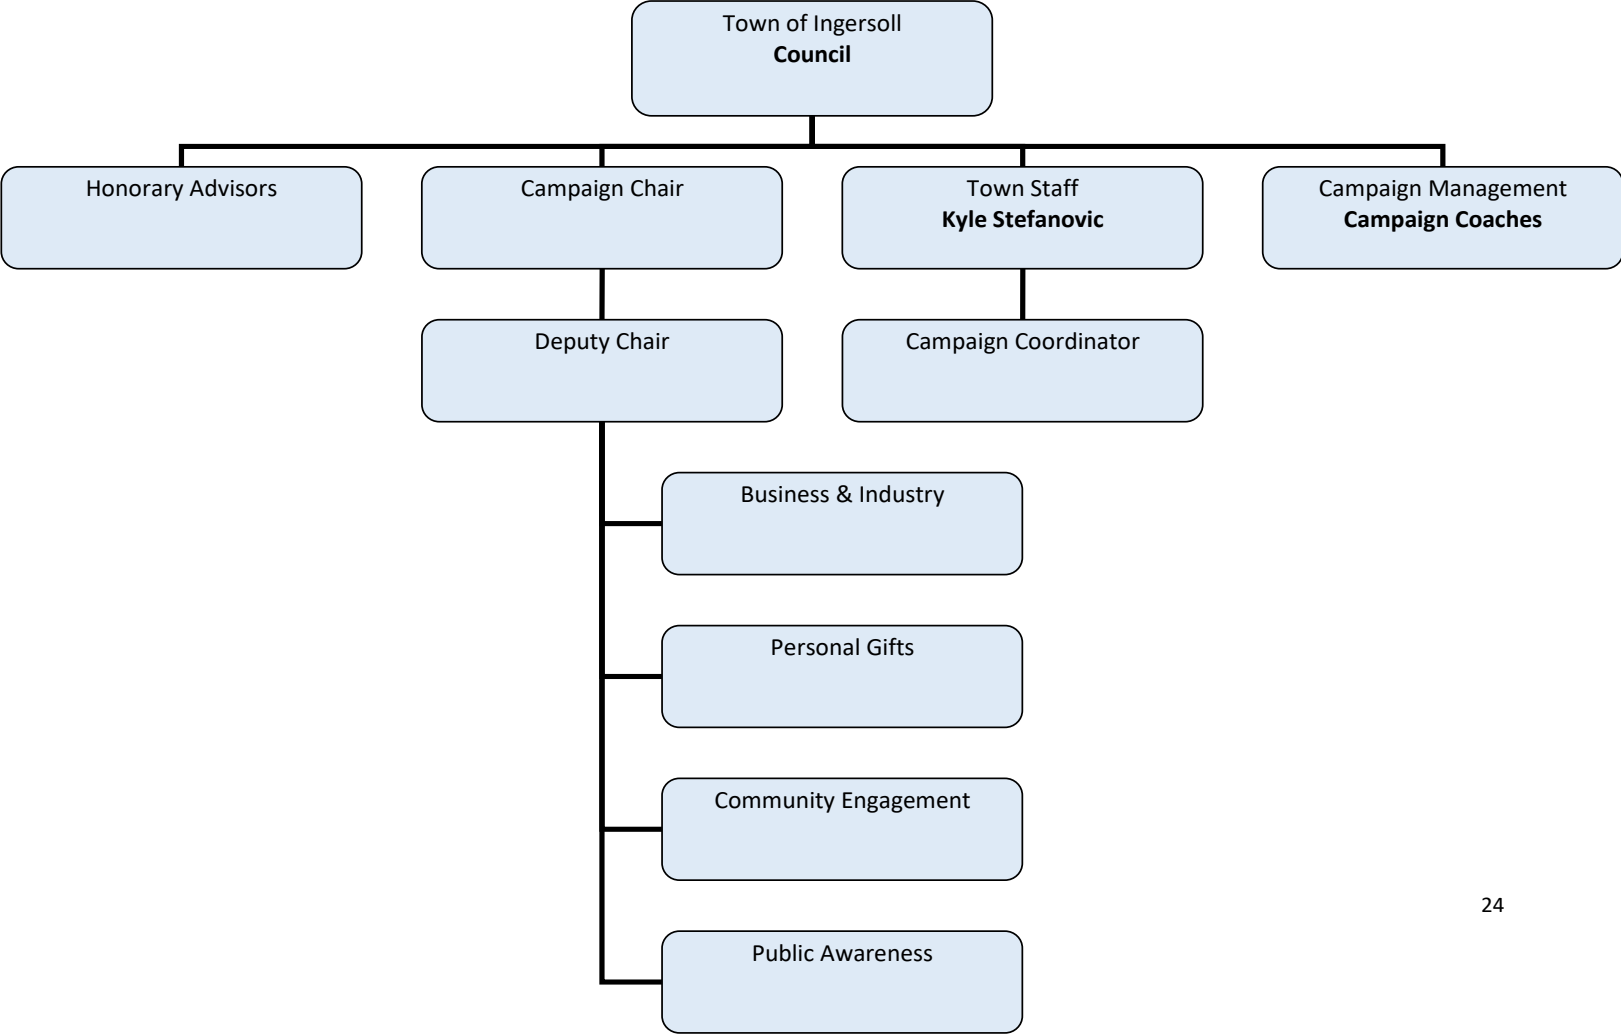 Town of Ingersoll
Council
Honorary Advisors
Campaign Chair
Town Staff
Kyle Stefanovic
Campaign Management
Campaign Coaches
Deputy Chair
Campaign Coordinator
Business & Industry
Personal Gifts
Community Engagement
24
Public Awareness